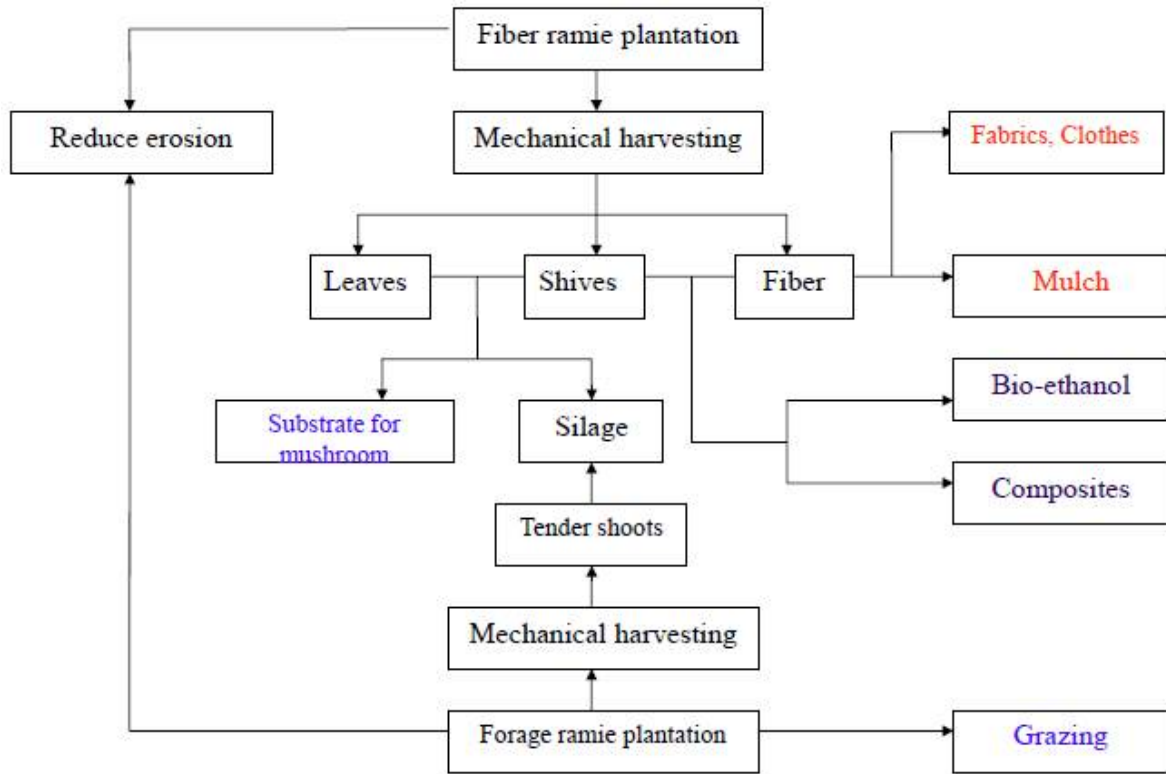 Fiber ramie plantation
Reduce erosion
Mechanical harvesting
Fabrics, Clothes
Leaves
Shives
Fiber
Mulch
Bio-ethanol
Substrate for
mushroom
Silage
Composites
Tender shoots
Mechanical harvesting
Forage ramie plantation
Grazing